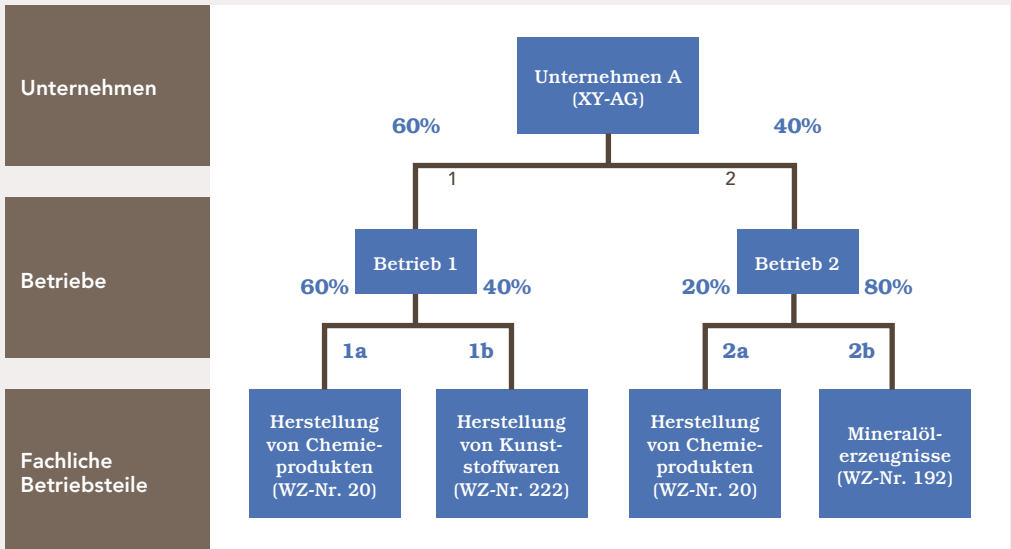 Unternehmen
Unternehmen A
(XY-AG)
60%
40%
1
2
Betriebe
Betrieb 1
Betrieb 2
60%
40%
20%
80%
1a
1b
2a
2b
Fachliche
Betriebsteile
Herstellung
von Chemie-
produkten
(WZ-Nr. 20)
Herstellung
von Kunst-
stoffwaren
(WZ-Nr. 222)
Herstellung
von Chemie-
produkten
(WZ-Nr. 20)
Mineralöl-
erzeugnisse
(WZ-Nr. 192)